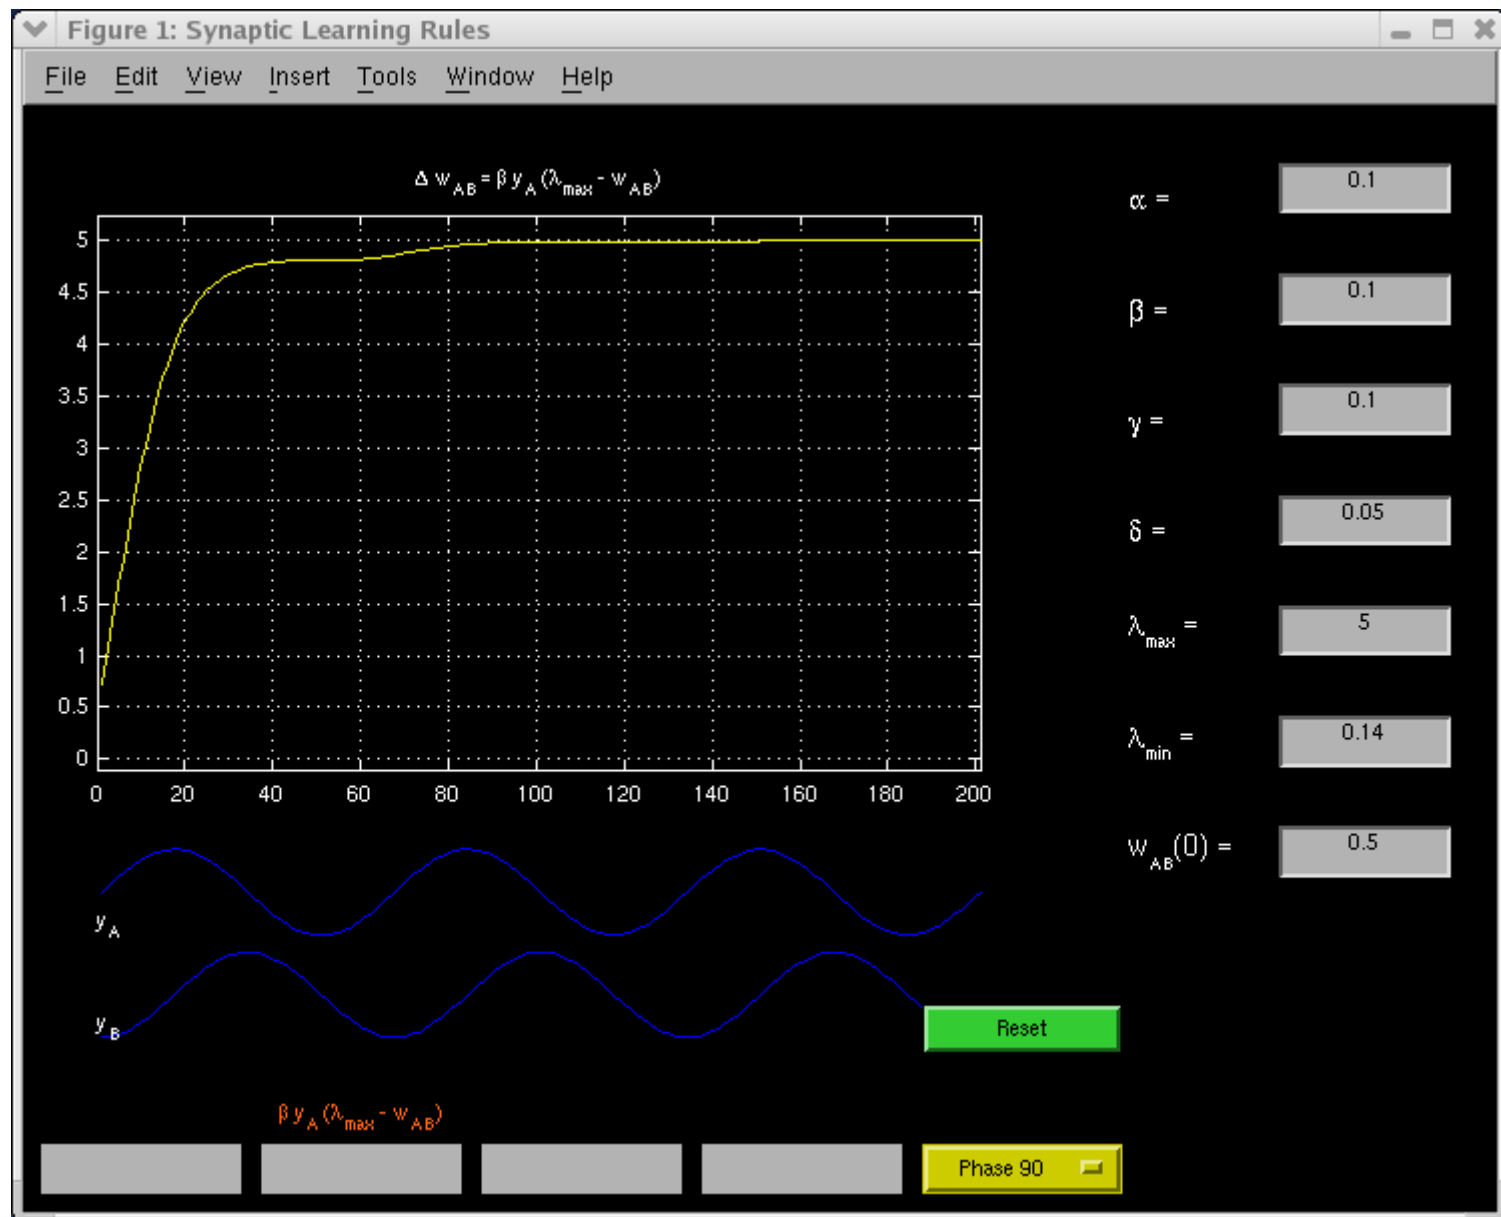 Figure 1: Synaptic Learning Rules
File Edit View Insert Tools Window Help
Δ w_AB = β y_A (λ_max - w_AB)
5
4.5
4
3.5
3
2.5
2
1.5
1
0.5
0
0 20 40 60 80 100 120 140 160 180 200
α = 0.1
β = 0.1
γ = 0.1
δ = 0.05
λ_max = 5
λ_min = 0.14
w_AB(0) = 0.5
y_A
y_B
Reset
β y_A (λ_max - w_AB)
Phase 90